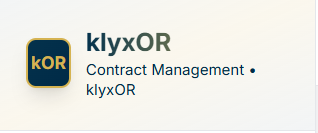 kOR
klyxOR
Contract Management •
klyxOR